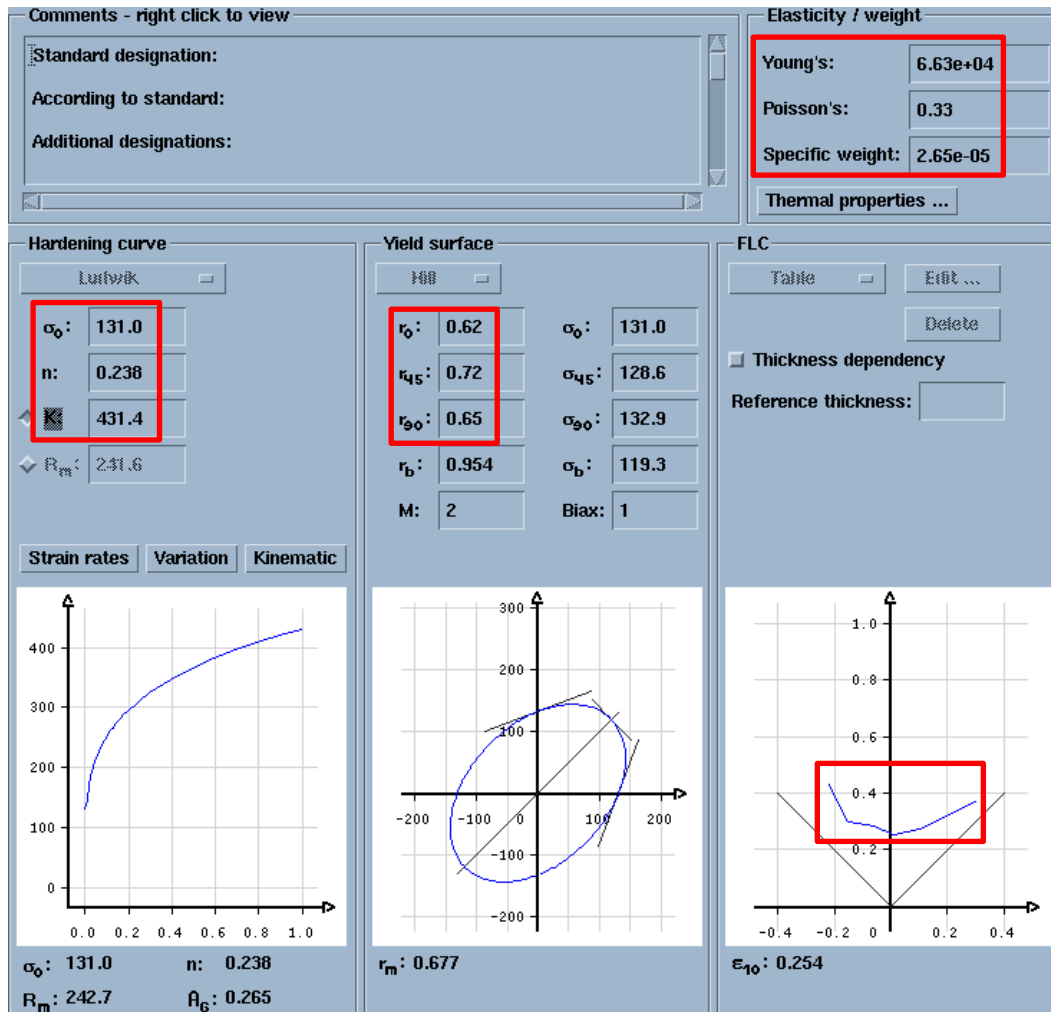 Comments - right click to view
Standard designation:
According to standard:
Additional designations:
Elasticity / weight
Young's: 6.63e+04
Poisson's: 0.33
Specific weight: 2.65e-05
Thermal properties ...
Hardening curve
Ludwik
σ₀: 131.0
n: 0.238
K: 431.4
Rₘ: 241.6
Strain rates Variation Kinematic
400
300
200
100
0
0.0 0.2 0.4 0.6 0.8 1.0
σ₀: 131.0 n: 0.238
Rₘ: 242.7 A_G: 0.265
Yield surface
Hill
r₀: 0.62 σ₀: 131.0
r₄₅: 0.72 σ₄₅: 128.6
r₉₀: 0.65 σ₉₀: 132.9
r_b: 0.954 σ_b: 119.3
M: 2 Biax: 1
300
200
100
-200 -100 0 100 200
-100
-200
rₘ: 0.677
FLC
Table Edit ...
Delete
Thickness dependency
Reference thickness:
1.0
0.8
0.6
0.4
0.2
-0.4 -0.2 0 0.2 0.4
ε₁₀: 0.254